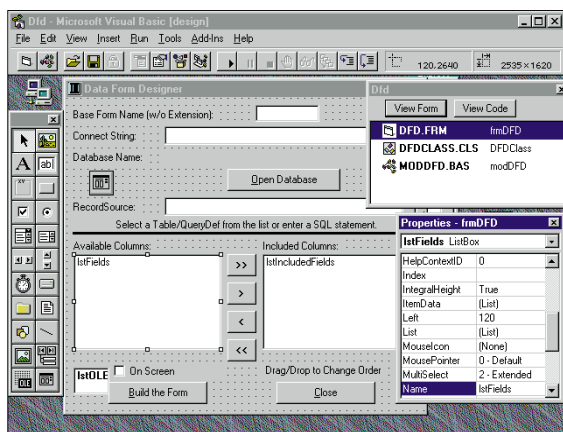 Dfd - Microsoft Visual Basic [design]
File Edit View Insert Run Tools Add-Ins Help
120,2640 2535×1620
Data Form Designer
Base Form Name (w/o Extension):
Connect String:
Database Name:
Open Database
RecordSource:
Select a Table/QueryDef from the list or enter a SQL statement.
Available Columns: Included Columns:
lstFields lstIncludedFields
>>
>
<
<<
lstOLE On Screen Drag/Drop to Change Order
Build the Form Close
Dfd
View Form View Code
DFD.FRM frmDFD
DFDCLASS.CLS DFDClass
MODDFD.BAS modDFD
Properties - frmDFD
lstFields ListBox
HelpContextID 0
Index
IntegralHeight True
ItemData (List)
Left 120
List (List)
MouseIcon (None)
MousePointer 0 - Default
MultiSelect 2 - Extended
Name lstFields
A ab|
XY